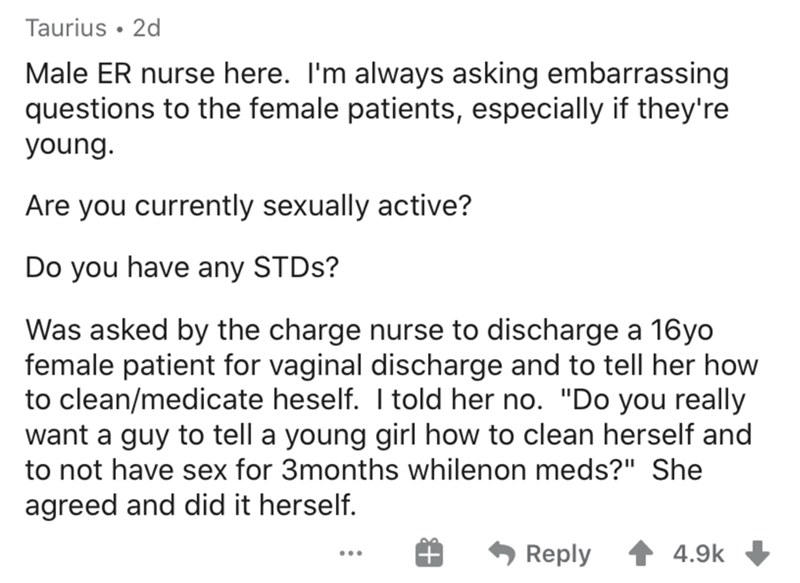 Taurius • 2d
Male ER nurse here.  I'm always asking embarrassing
questions to the female patients, especially if they're
young.
Are you currently sexually active?
Do you have any STDs?
Was asked by the charge nurse to discharge a 16yo
female patient for vaginal discharge and to tell her how
to clean/medicate heself.  I told her no.  "Do you really
want a guy to tell a young girl how to clean herself and
to not have sex for 3months whilenon meds?"  She
agreed and did it herself.
... Reply 4.9k